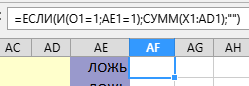 =ЕСЛИ(И(O1=1;AE1=1);СУММ(X1:AD1);"")
AC AD AE AF AG AH
ЛОЖЬ